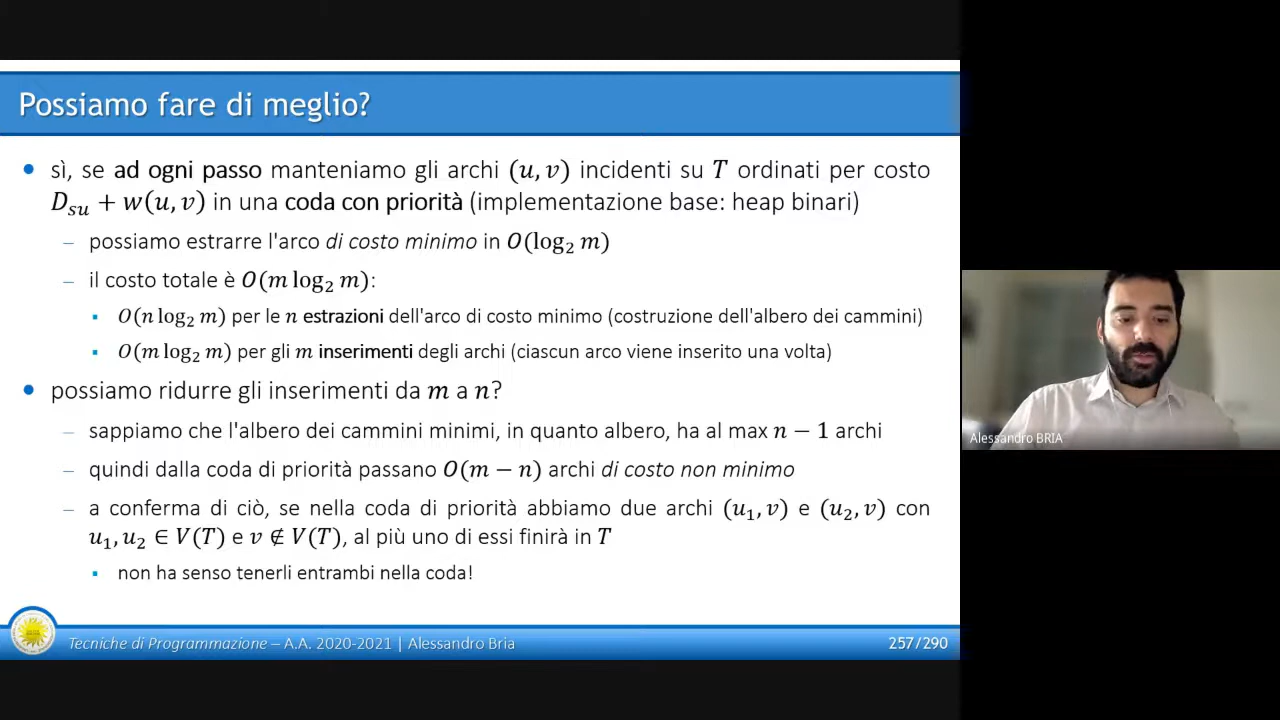 Possiamo fare di meglio?
sì, se ad ogni passo manteniamo gli archi (u, v) incidenti su T ordinati per costo
D_su + w(u, v) in una coda con priorità (implementazione base: heap binari)
– possiamo estrarre l'arco di costo minimo in O(log₂ m)
– il costo totale è O(m log₂ m):
▪ O(n log₂ m) per le n estrazioni dell'arco di costo minimo (costruzione dell'albero dei cammini)
▪ O(m log₂ m) per gli m inserimenti degli archi (ciascun arco viene inserito una volta)
possiamo ridurre gli inserimenti da m a n?
– sappiamo che l'albero dei cammini minimi, in quanto albero, ha al max n − 1 archi
– quindi dalla coda di priorità passano O(m − n) archi di costo non minimo
– a conferma di ciò, se nella coda di priorità abbiamo due archi (u₁, v) e (u₂, v) con
u₁, u₂ ∈ V(T) e v ∉ V(T), al più uno di essi finirà in T
▪ non ha senso tenerli entrambi nella coda!
Tecniche di Programmazione – A.A. 2020-2021 | Alessandro Bria
257/290
Alessandro BRIA